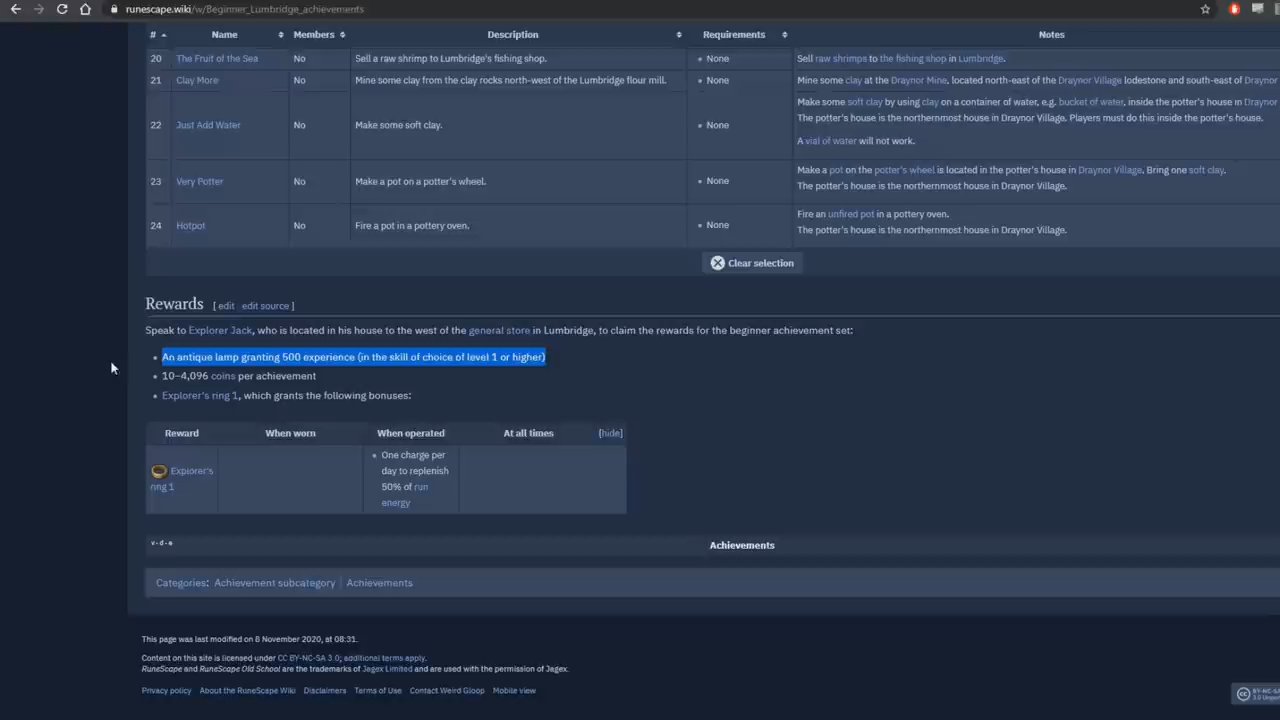 runescape.wiki/w/Beginner_Lumbridge_achievements
# Name Members Description Requirements Notes
20 The Fruit of the Sea No Sell a raw shrimp to Lumbridge's fishing shop. • None Sell raw shrimps to the fishing shop in Lumbridge.
21 Clay More No Mine some clay from the clay rocks north-west of the Lumbridge flour mill. • None Mine some clay at the Draynor Mine, located north-east of the Draynor Village lodestone and south-east of Draynor
22 Just Add Water No Make some soft clay. • None Make some soft clay by using clay on a container of water, e.g. bucket of water, inside the potter's house in Draynor
The potter's house is the northernmost house in Draynor Village. Players must do this inside the potter's house.
A vial of water will not work.
23 Very Potter No Make a pot on a potter's wheel. • None Make a pot on the potter's wheel is located in the potter's house in Draynor Village. Bring one soft clay.
The potter's house is the northernmost house in Draynor Village.
24 Hotpot No Fire a pot in a pottery oven. • None Fire an unfired pot in a pottery oven.
The potter's house is the northernmost house in Draynor Village.
Clear selection
Rewards [ edit edit source ]
Speak to Explorer Jack, who is located in his house to the west of the general store in Lumbridge, to claim the rewards for the beginner achievement set:
• An antique lamp granting 500 experience (in the skill of choice of level 1 or higher)
• 10–4,096 coins per achievement
• Explorer's ring 1, which grants the following bonuses:
Reward When worn When operated At all times [hide]
Explorer's ring 1
• One charge per
day to replenish
50% of run
energy
v·d·e Achievements
Categories: Achievement subcategory | Achievements
This page was last modified on 8 November 2020, at 08:31.
Content on this site is licensed under CC BY-NC-SA 3.0; additional terms apply.
RuneScape and RuneScape Old School are the trademarks of Jagex Limited and are used with the permission of Jagex.
Privacy policy About the RuneScape Wiki Disclaimers Terms of Use Contact Weird Gloop Mobile view
BY-NC-SA